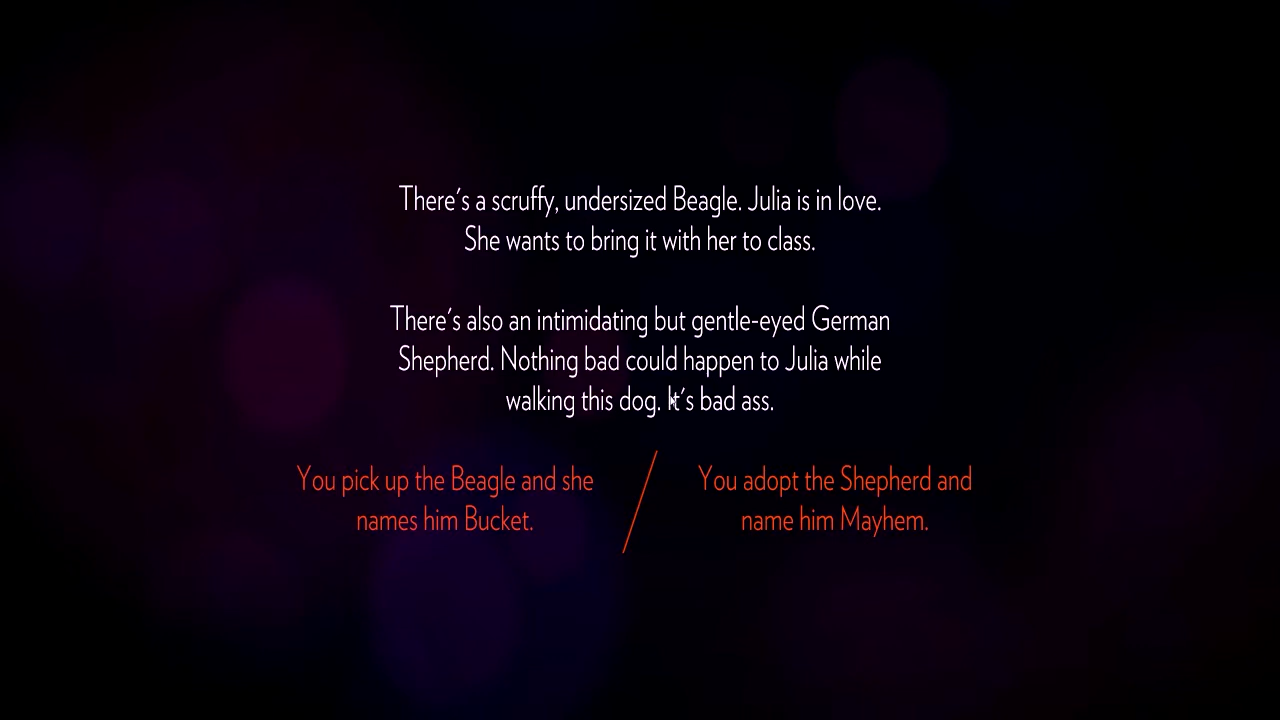 There's a scruffy, undersized Beagle. Julia is in love.
She wants to bring it with her to class.
There's also an intimidating but gentle-eyed German
Shepherd. Nothing bad could happen to Julia while
walking this dog. It's bad ass.
You pick up the Beagle and she
names him Bucket.
You adopt the Shepherd and
name him Mayhem.